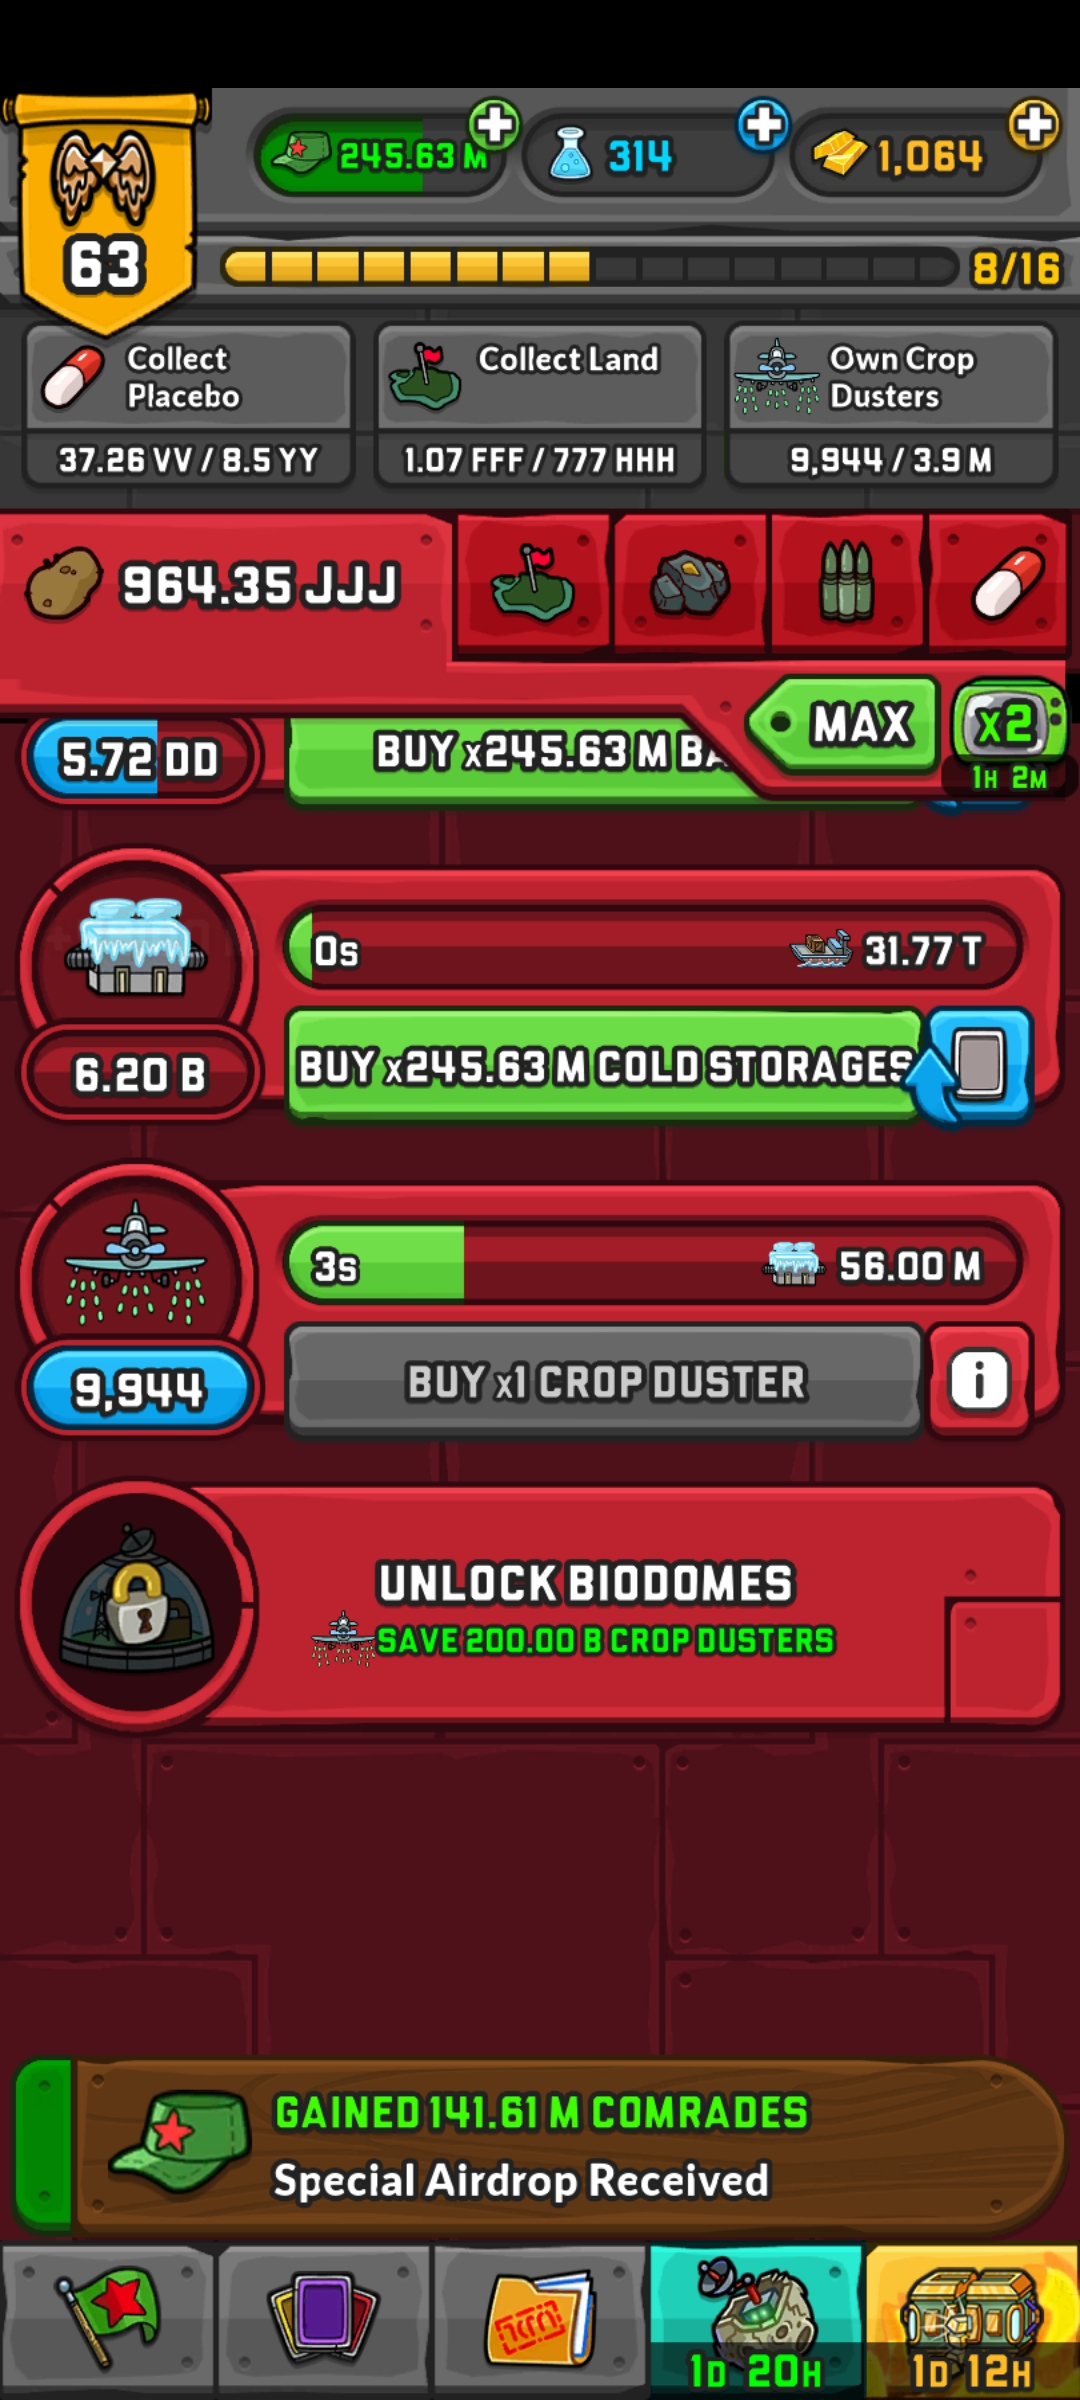 245.63 M
314
1,064
63
8/16
Collect
Placebo
37.26 VV / 8.5 YY
Collect Land
1.07 FFF / 777 HHH
Own Crop
Dusters
9,944 / 3.9 M
964.35 JJJ
MAX
X2
1H 2M
5.72 DD
BUY x245.63 M BA
0s
31.77 T
6.20 B
BUY x245.63 M COLD STORAGES
3s
56.00 M
9,944
BUY x1 CROP DUSTER
i
UNLOCK BIODOMES
SAVE 200.00 B CROP DUSTERS
GAINED 141.61 M COMRADES
Special Airdrop Received
1D 20H
1D 12H